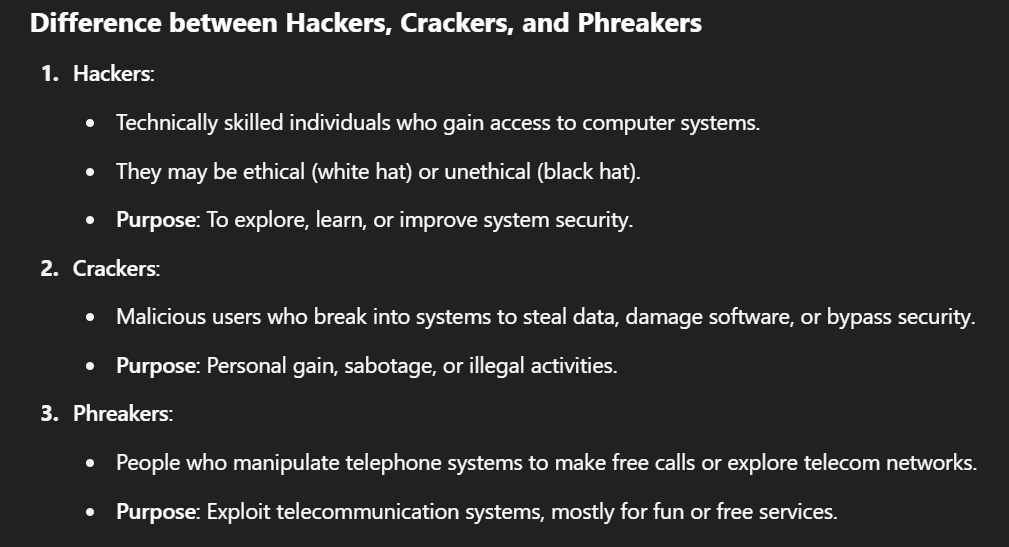 Difference between Hackers, Crackers, and Phreakers
1. Hackers:
• Technically skilled individuals who gain access to computer systems.
• They may be ethical (white hat) or unethical (black hat).
• Purpose: To explore, learn, or improve system security.
2. Crackers:
• Malicious users who break into systems to steal data, damage software, or bypass security.
• Purpose: Personal gain, sabotage, or illegal activities.
3. Phreakers:
• People who manipulate telephone systems to make free calls or explore telecom networks.
• Purpose: Exploit telecommunication systems, mostly for fun or free services.